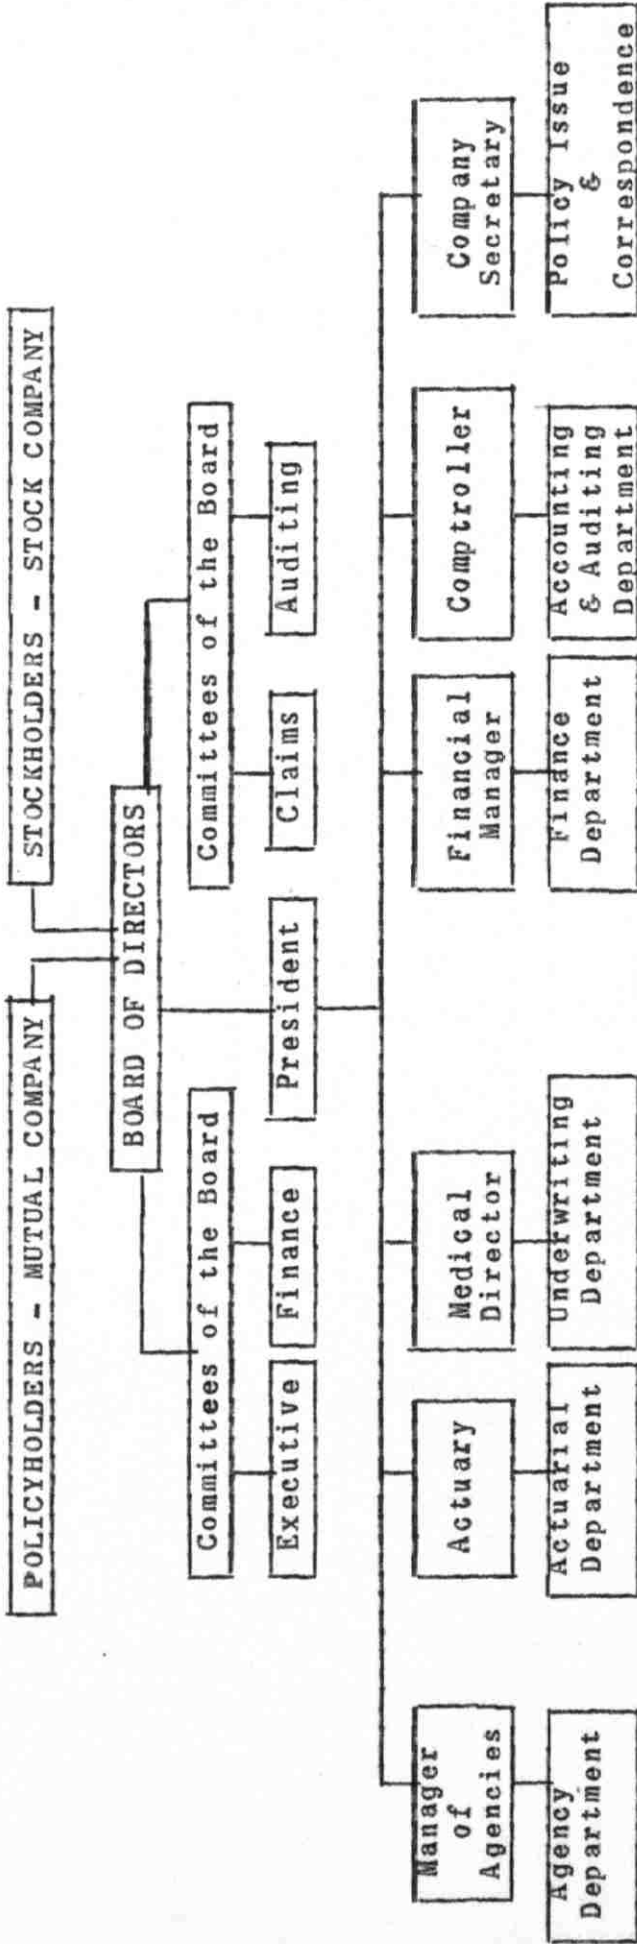 POLICYHOLDERS - MUTUAL COMPANY
STOCKHOLDERS - STOCK COMPANY
BOARD OF DIRECTORS
Committees of the Board
Committees of the Board
Executive
Finance
President
Claims
Auditing
Manager
of
Agencies
Actuary
Medical
Director
Financial
Manager
Comptroller
Company
Secretary
Agency
Department
Actuarial
Department
Underwriting
Department
Finance
Department
Accounting
& Auditing
Department
Policy Issue
&
Correspondence